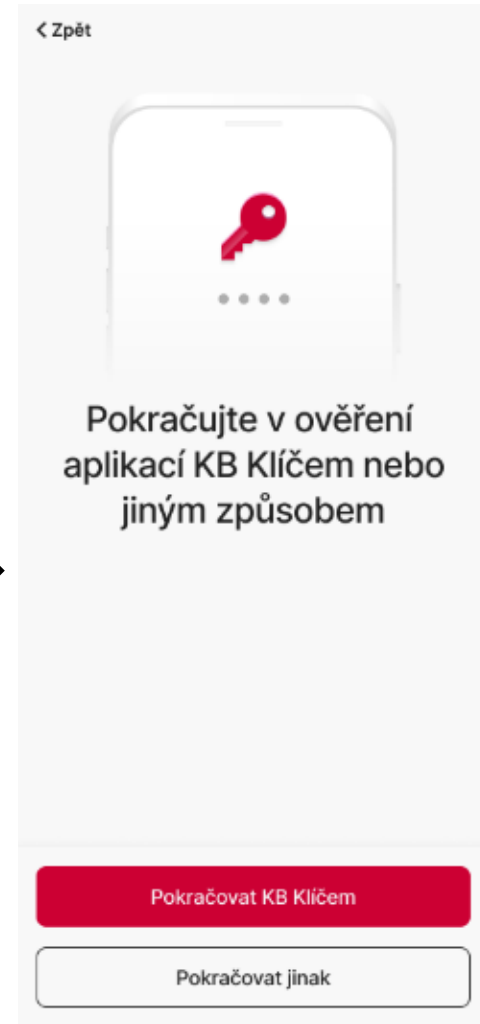 Zpět
Pokračujte v ověření
aplikací KB Klíčem nebo
jiným způsobem
Pokračovat KB Klíčem
Pokračovat jinak